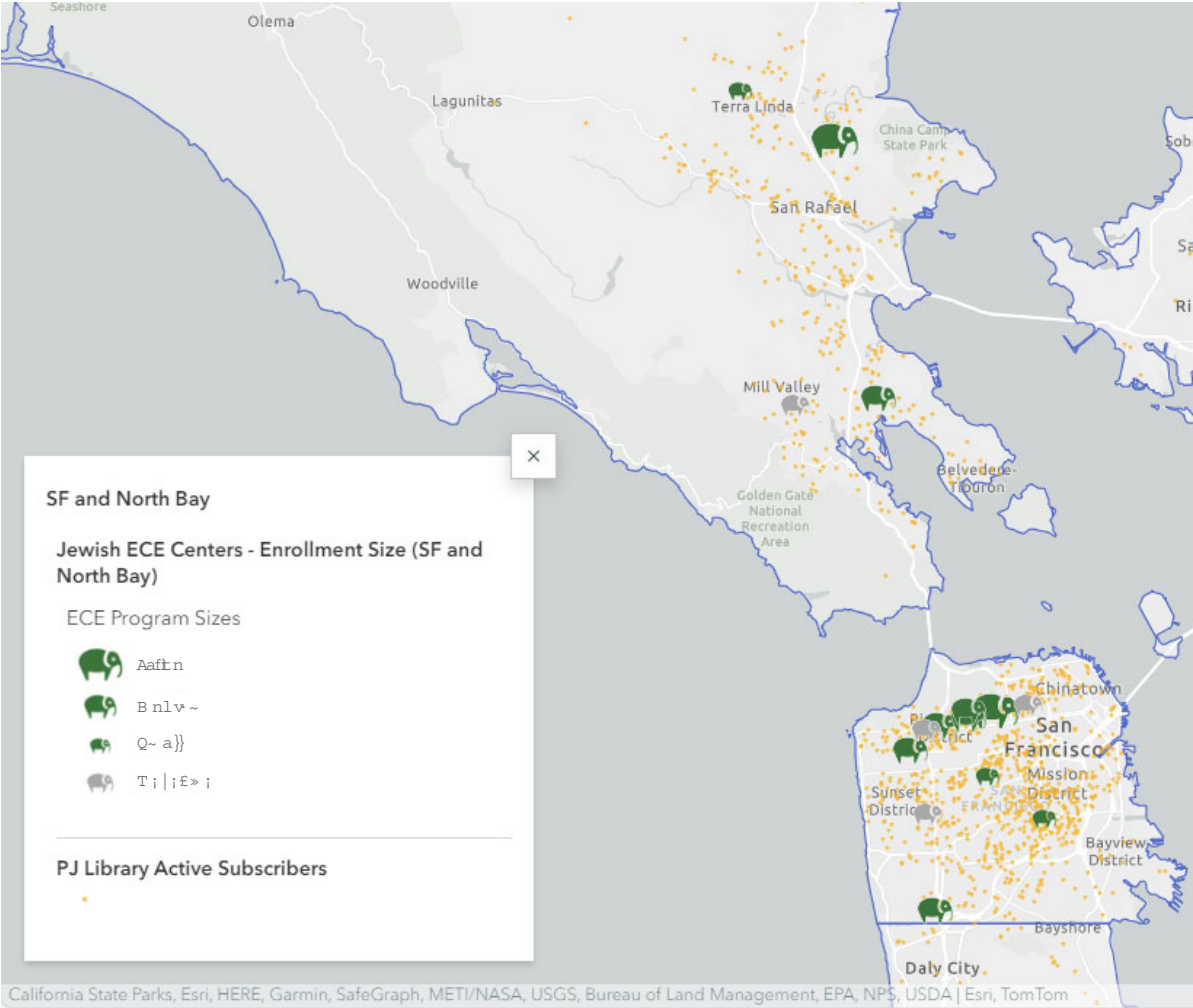 Seashore
Olema
Lagunitas
Terra Linda
China Camp
State Park
San Rafael
Woodville
Mill Valley
Belvedere-
Tiburon
Golden Gate
National
Recreation
Area
Chinatown
San
Francisco
Mission
District
Sunset
Bayview
District
Bayshore
Daly City
SF and North Bay
Jewish ECE Centers - Enrollment Size (SF and
North Bay)
ECE Program Sizes
PJ Library Active Subscribers
California State Parks, Esri, HERE, Garmin, SafeGraph, METI/NASA, USGS, Bureau of Land Management, EPA, NPS, USDA | Esri, TomTom